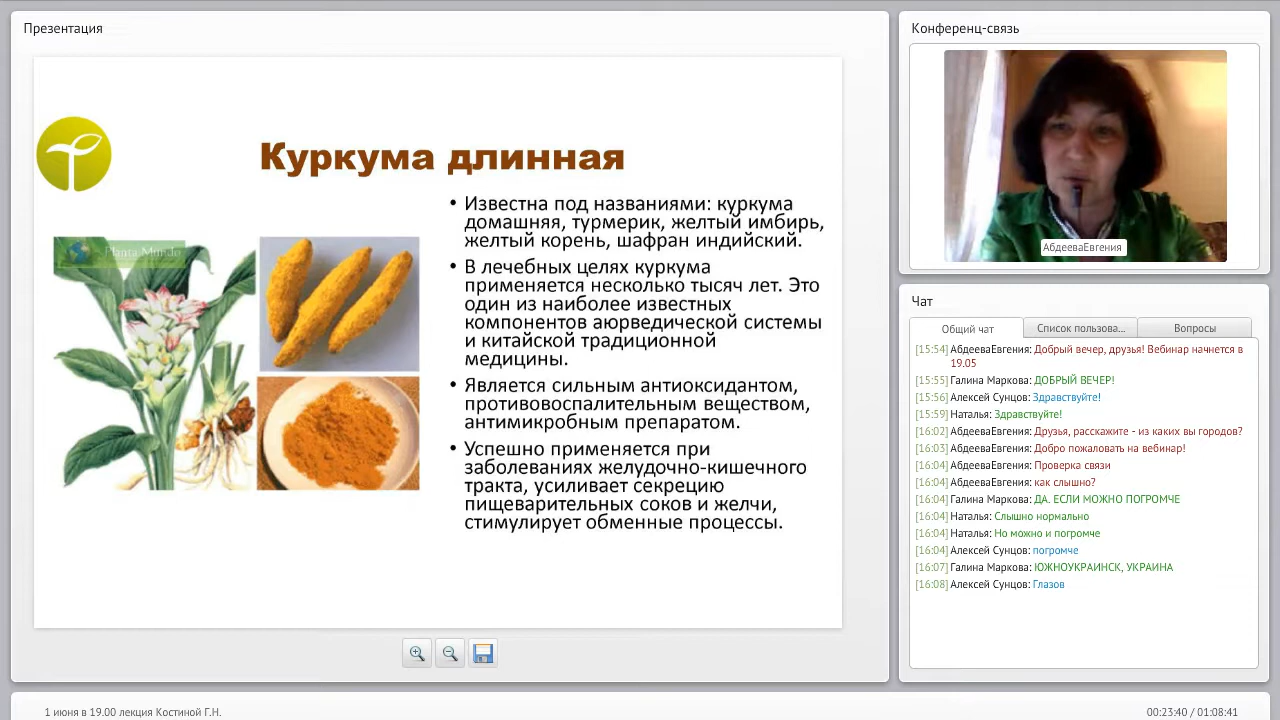 Презентация
Куркума длинная
Planta Mundo
• Известна под названиями: куркума
домашняя, турмерик, желтый имбирь,
желтый корень, шафран индийский.
• В лечебных целях куркума
применяется несколько тысяч лет. Это
один из наиболее известных
компонентов аюрведической системы
и китайской традиционной
медицины.
• Является сильным антиоксидантом,
противовоспалительным веществом,
антимикробным препаратом.
• Успешно применяется при
заболеваниях желудочно-кишечного
тракта, усиливает секрецию
пищеварительных соков и желчи,
стимулирует обменные процессы.
Конференц-связь
АбдееваЕвгения
Чат
Общий чат
Список пользова...
Вопросы
[15:54] АбдееваЕвгения: Добрый вечер, друзья! Вебинар начнется в
19.05
[15:55] Галина Маркова: ДОБРЫЙ ВЕЧЕР!
[15:56] Алексей Сунцов: Здравствуйте!
[15:59] Наталья: Здравствуйте!
[16:02] АбдееваЕвгения: Друзья, расскажите - из каких вы городов?
[16:03] АбдееваЕвгения: Добро пожаловать на вебинар!
[16:04] АбдееваЕвгения: Проверка связи
[16:04] АбдееваЕвгения: как слышно?
[16:04] Галина Маркова: ДА. ЕСЛИ МОЖНО ПОГРОМЧЕ
[16:04] Наталья: Слышно нормально
[16:04] Наталья: Но можно и погромче
[16:04] Алексей Сунцов: погромче
[16:07] Галина Маркова: ЮЖНОУКРАИНСК, УКРАИНА
[16:08] Алексей Сунцов: Глазов
1 июня в 19.00 лекция Костиной Г.Н.
00:23:40 / 01:08:41